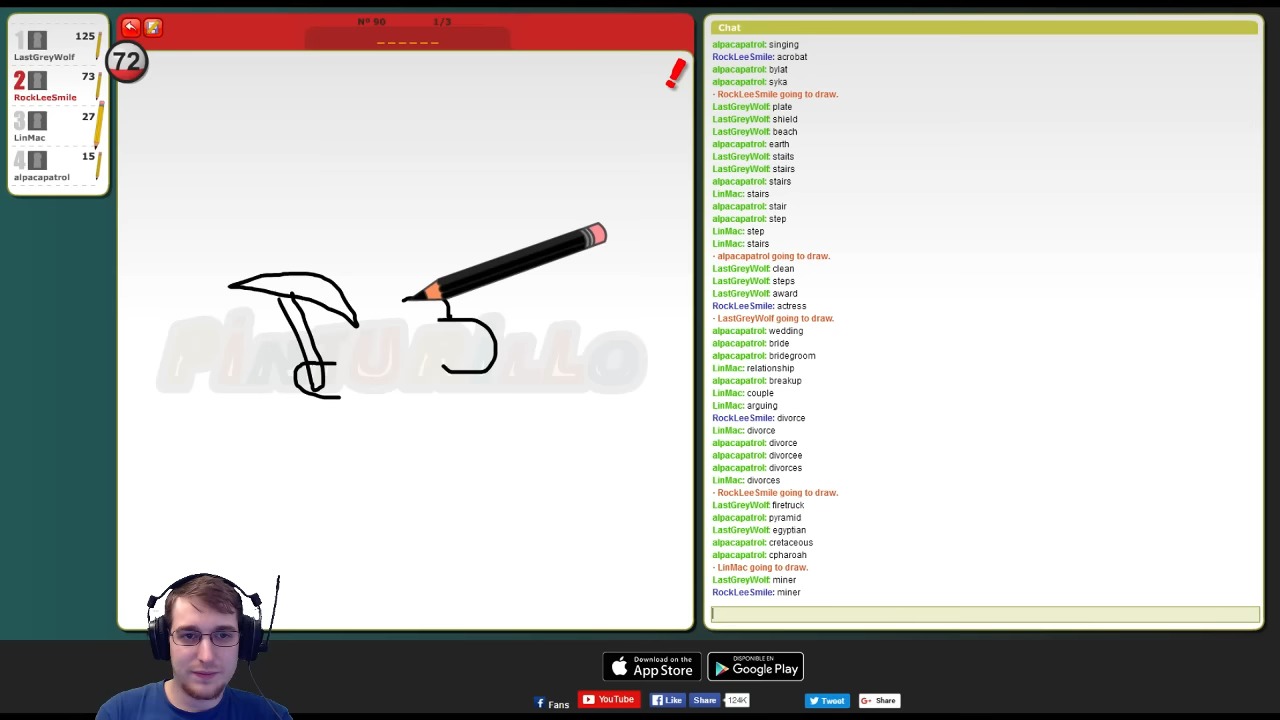 Nº 90 1/3
_ _ _ _ _ _
72
1 125
LastGreyWolf
2 73
RockLeeSmile
3 27
LinMac
4 15
alpacapatrol
PINTURILLO
Chat
alpacapatrol: singing
RockLeeSmile: acrobat
alpacapatrol: bylat
alpacapatrol: syka
· RockLeeSmile going to draw.
LastGreyWolf: plate
LastGreyWolf: shield
LastGreyWolf: beach
alpacapatrol: earth
LastGreyWolf: staits
LastGreyWolf: stairs
alpacapatrol: stairs
LinMac: stairs
alpacapatrol: stair
alpacapatrol: step
LinMac: step
LinMac: stairs
· alpacapatrol going to draw.
LastGreyWolf: clean
LastGreyWolf: steps
LastGreyWolf: award
RockLeeSmile: actress
· LastGreyWolf going to draw.
alpacapatrol: wedding
alpacapatrol: bride
alpacapatrol: bridegroom
LinMac: relationship
alpacapatrol: breakup
LinMac: couple
LinMac: arguing
RockLeeSmile: divorce
LinMac: divorce
alpacapatrol: divorce
alpacapatrol: divorcee
alpacapatrol: divorces
LinMac: divorces
· RockLeeSmile going to draw.
LastGreyWolf: firetruck
alpacapatrol: pyramid
LastGreyWolf: egyptian
alpacapatrol: cretaceous
alpacapatrol: cpharoah
· LinMac going to draw.
LastGreyWolf: miner
RockLeeSmile: miner
Download on the
App Store
DISPONIBLE EN
Google Play
Fans YouTube Like Share 124K Tweet G+ Share